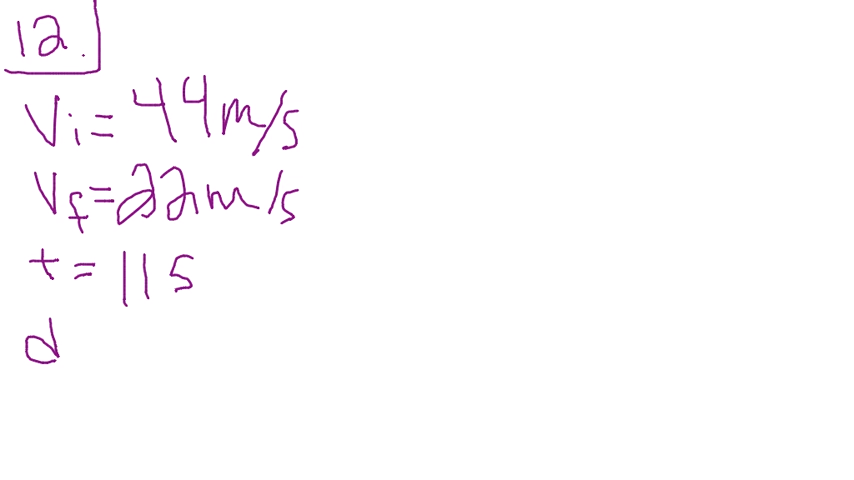 12.
Vi = 44m/s
Vf = 22m/s
t = 11s
d